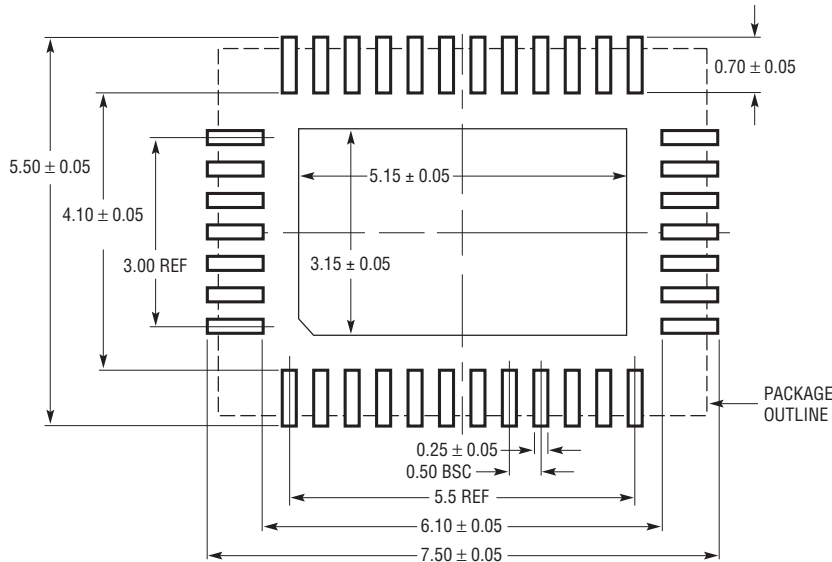 0.70 ± 0.05
5.50 ± 0.05
5.15 ± 0.05
4.10 ± 0.05
3.00 REF
3.15 ± 0.05
PACKAGE
OUTLINE
0.25 ± 0.05
0.50 BSC
5.5 REF
6.10 ± 0.05
7.50 ± 0.05